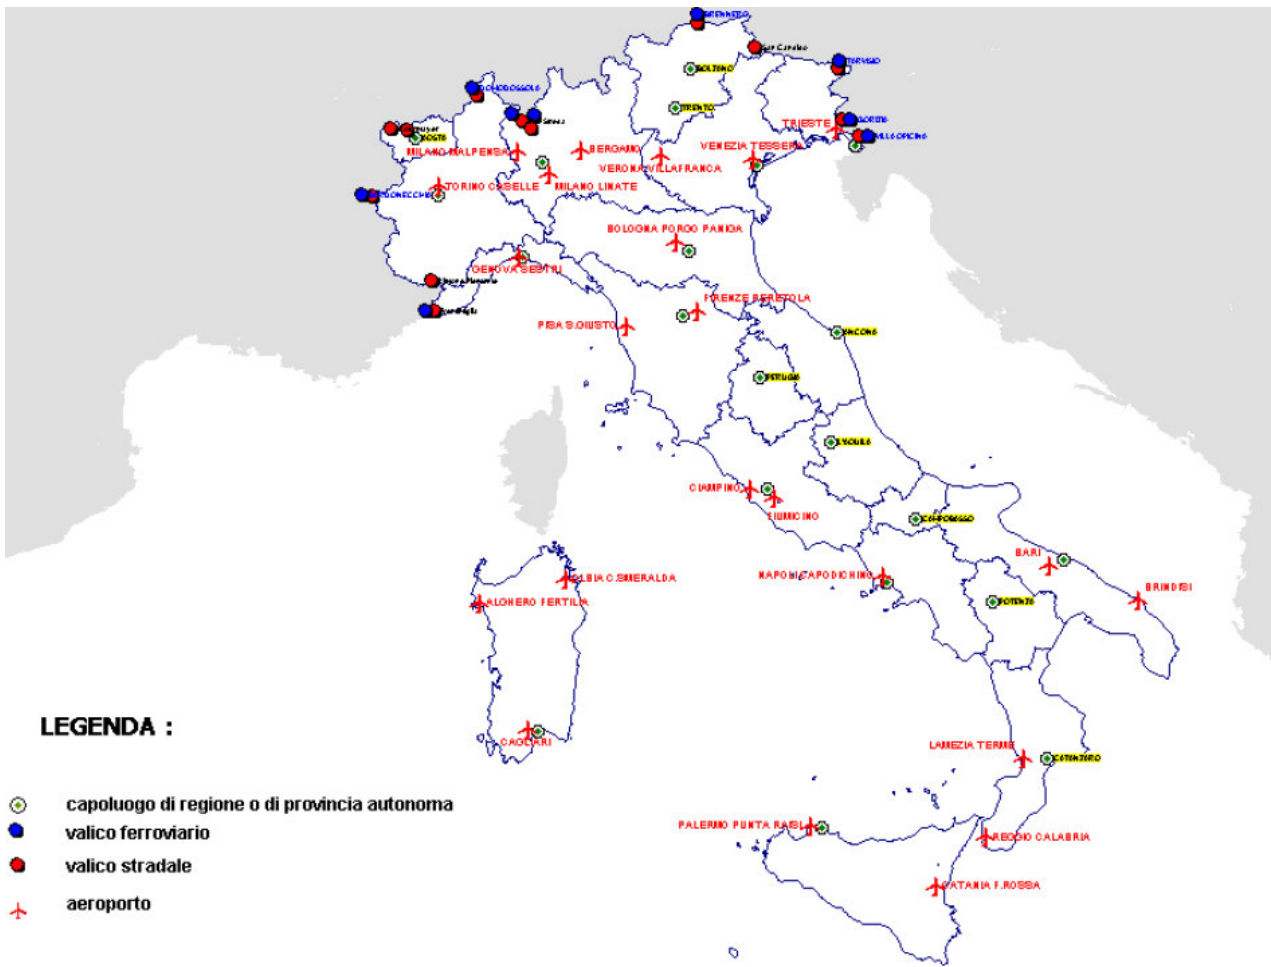 BRENNERO
San Candido
TARVISIO
BOLZANO
DOMODOSSOLA
TRENTO
GORIZIA
TRIESTE
VILLA OPICINA
AOSTA
MILANO MALPENSA
BERGAMO
VENEZIA TESSERA
VERONA VILLAFRANCA
TORINO CASELLE
MILANO LINATE
BOLOGNA PORGO PANIGA
GENOVA SESTRI
FIRENZE PERETOLA
PISA S.GIUSTO
ANCONA
PERUGIA
L'AQUILA
CIAMPINO
FIUMICINO
CAMPOBASSO
BARI
NAPOLI CAPODICHINO
OLBIA C.SMERALDA
BRINDISI
ALGHERO FERTILIA
POTENZA
LEGENDA :
CAGLIARI
LAMEZIA TERME
CATANZARO
capoluogo di regione o di provincia autonoma
PALERMO PUNTA RAISI
valico ferroviario
REGGIO CALABRIA
valico stradale
CATANIA F.ROSSA
aeroporto